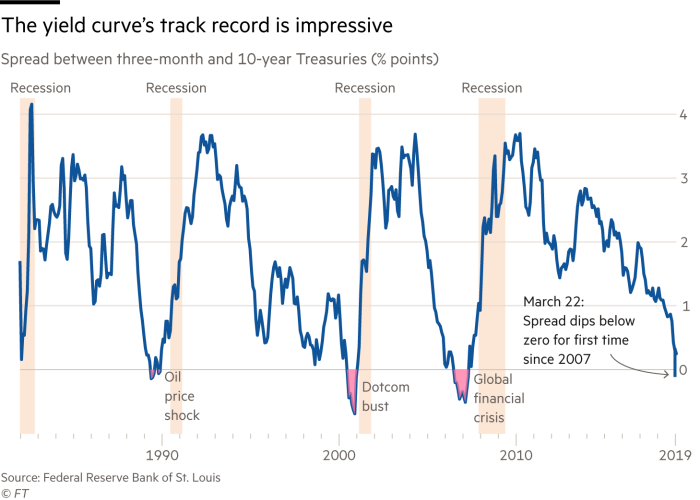 The yield curve's track record is impressive
Spread between three-month and 10-year Treasuries (% points)
Recession
Recession
Recession
Recession
4
3
2
1
0
March 22:
Spread dips below
zero for first time
since 2007
Oil
price
shock
Dotcom
bust
Global
financial
crisis
1990
2000
2010
2019
Source: Federal Reserve Bank of St. Louis
© FT